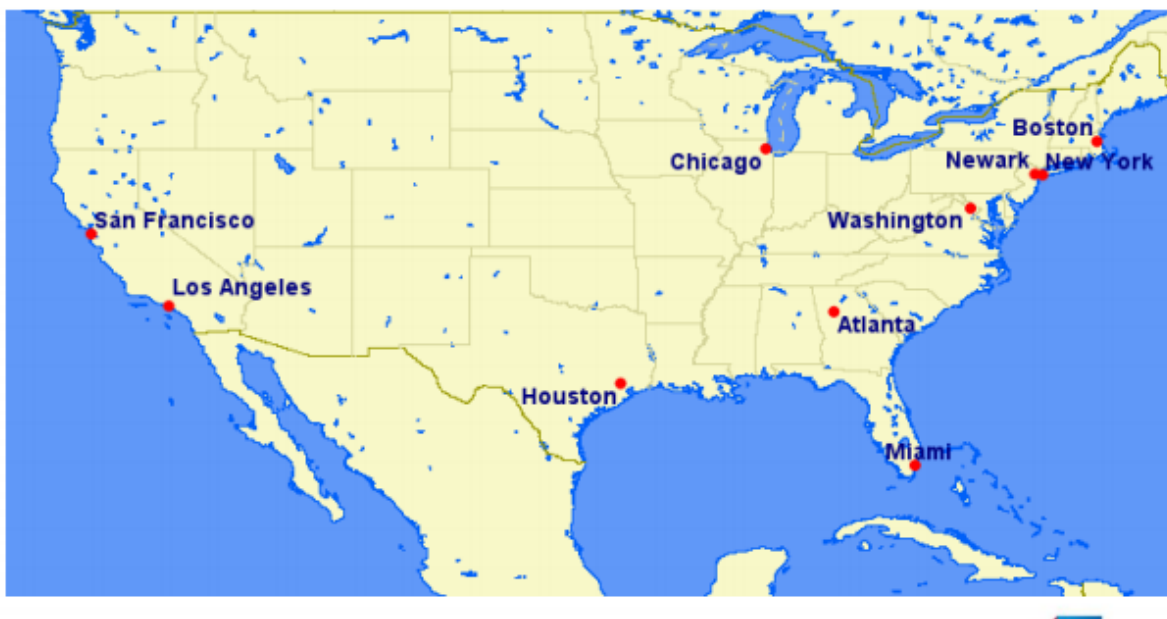 Boston
Chicago
Newark
New York
San Francisco
Washington
Los Angeles
Atlanta
Houston
Miami